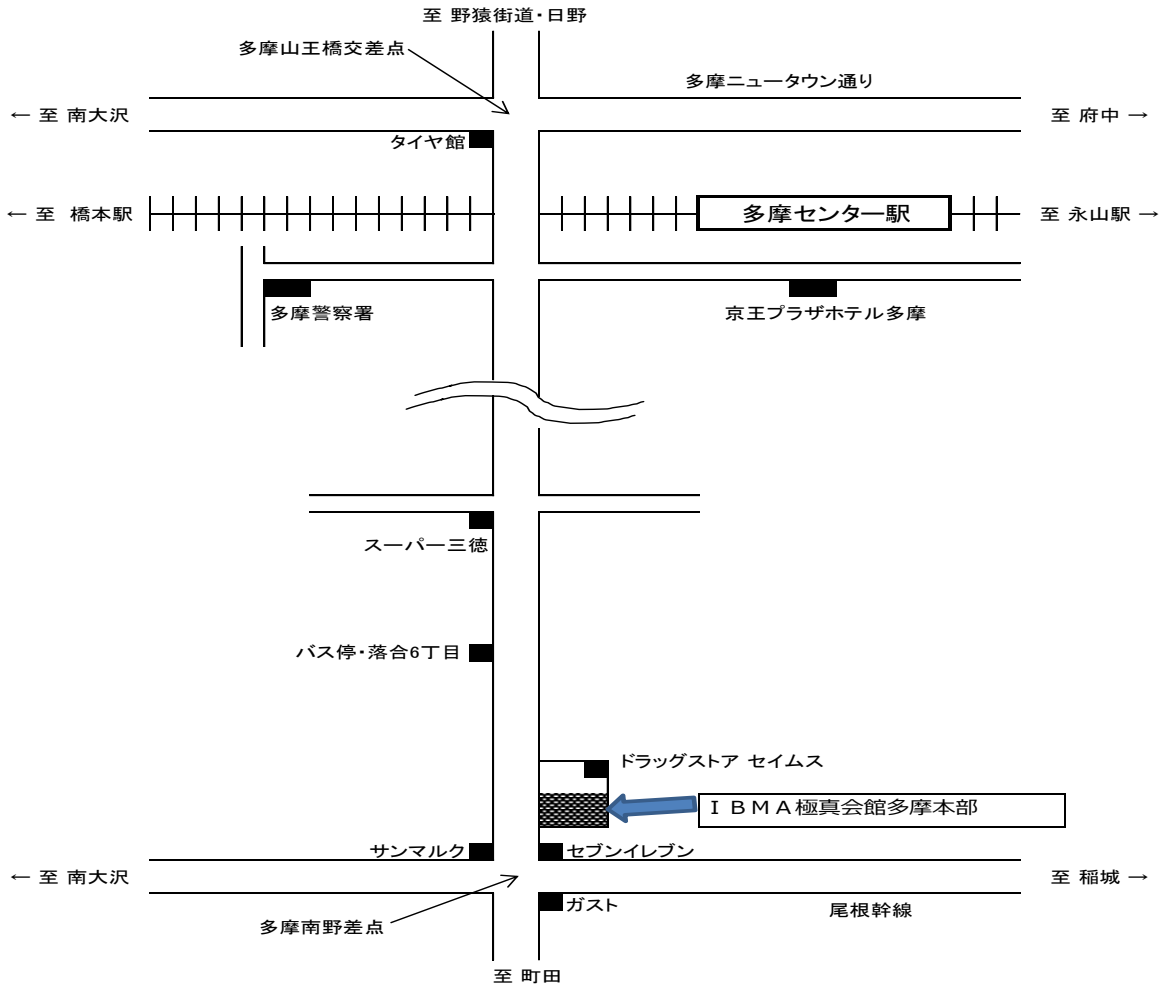 至 野猿街道・日野
多摩山王橋交差点
多摩ニュータウン通り
← 至 南大沢
至 府中 →
タイヤ館
← 至 橋本駅
多摩センター駅
至 永山駅 →
多摩警察署
京王プラザホテル多摩
スーパー三徳
バス停・落合6丁目
ドラッグストア セイムス
ＩＢＭＡ極真会館多摩本部
サンマルク
セブンイレブン
← 至 南大沢
至 稲城 →
ガスト
尾根幹線
多摩南野差点
至 町田